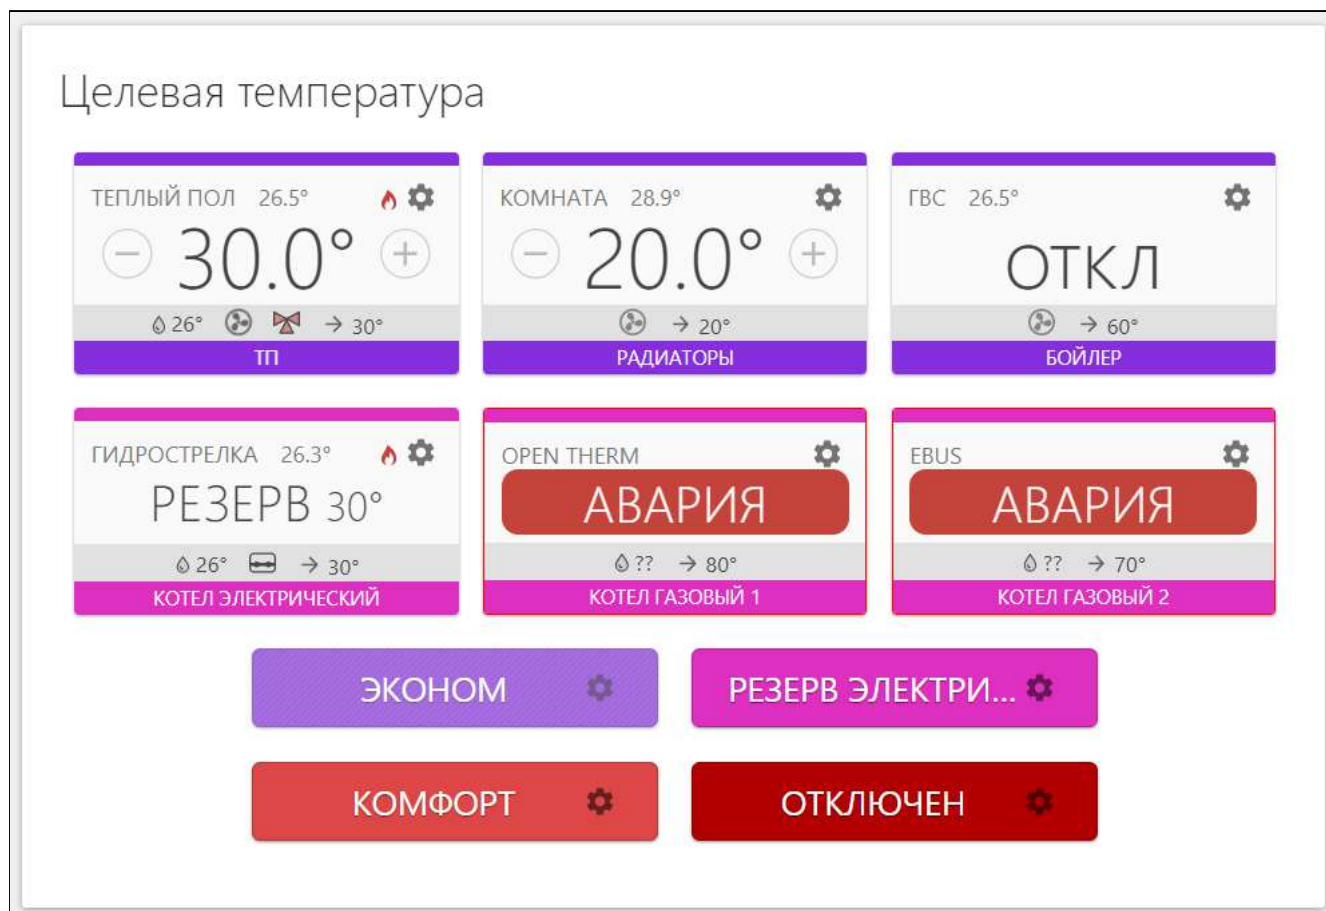 Целевая температура
ТЕПЛЫЙ ПОЛ 26.5°
30.0°
26° → 30°
ТП
КОМНАТА 28.9°
20.0°
→ 20°
РАДИАТОРЫ
ГВС 26.5°
ОТКЛ
→ 60°
БОЙЛЕР
ГИДРОСТРЕЛКА 26.3°
РЕЗЕРВ 30°
26° → 30°
КОТЕЛ ЭЛЕКТРИЧЕСКИЙ
OPEN THERM
АВАРИЯ
?? → 80°
КОТЕЛ ГАЗОВЫЙ 1
EBUS
АВАРИЯ
?? → 70°
КОТЕЛ ГАЗОВЫЙ 2
ЭКОНОМ
РЕЗЕРВ ЭЛЕКТРИ...
КОМФОРТ
ОТКЛЮЧЕН